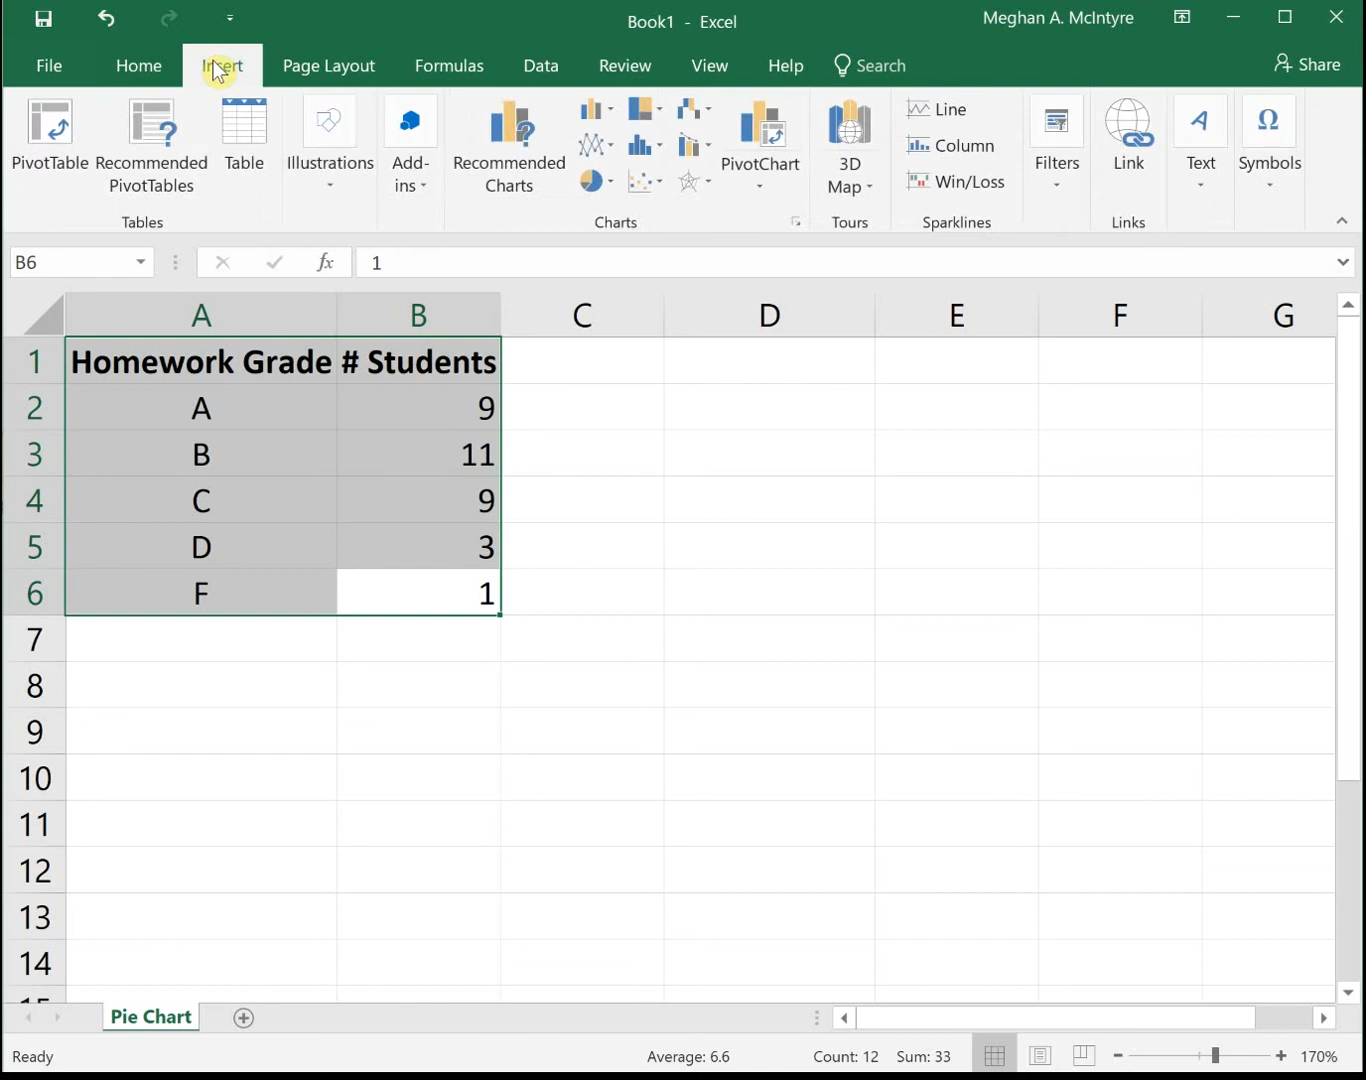 Book1 - Excel
Meghan A. McIntyre
File Home Insert Page Layout Formulas Data Review View Help Search Share
PivotTable
Recommended
PivotTables
Table
Tables
Illustrations
Add-
ins
Recommended
Charts
PivotChart
Charts
3D
Map
Tours
Line
Column
Win/Loss
Sparklines
Filters
Link
Links
A
Text
Ω
Symbols
B6
fx
1
A B C D E F G
1 Homework Grade # Students
2 A 9
3 B 11
4 C 9
5 D 3
6 F 1
7
8
9
10
11
12
13
14
15
Pie Chart
Ready
Average: 6.6 Count: 12 Sum: 33
170%